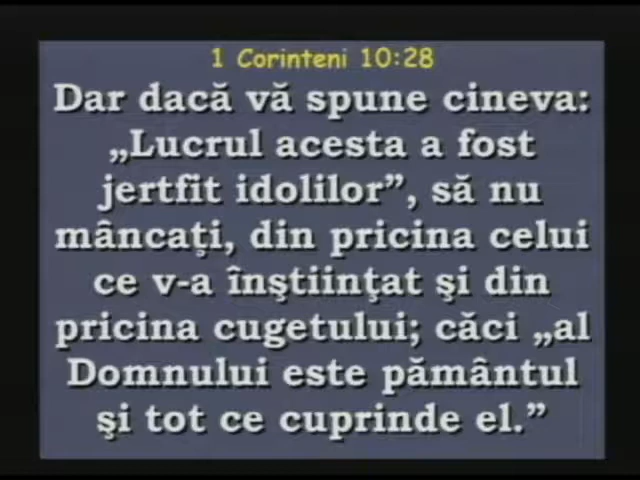 1 Corinteni 10:28
Dar dacă vă spune cineva:
„Lucrul acesta a fost
jertfit idolilor”, să nu
mâncaţi, din pricina celui
ce v-a înştiinţat şi din
pricina cugetului; căci „al
Domnului este pământul
şi tot ce cuprinde el.”